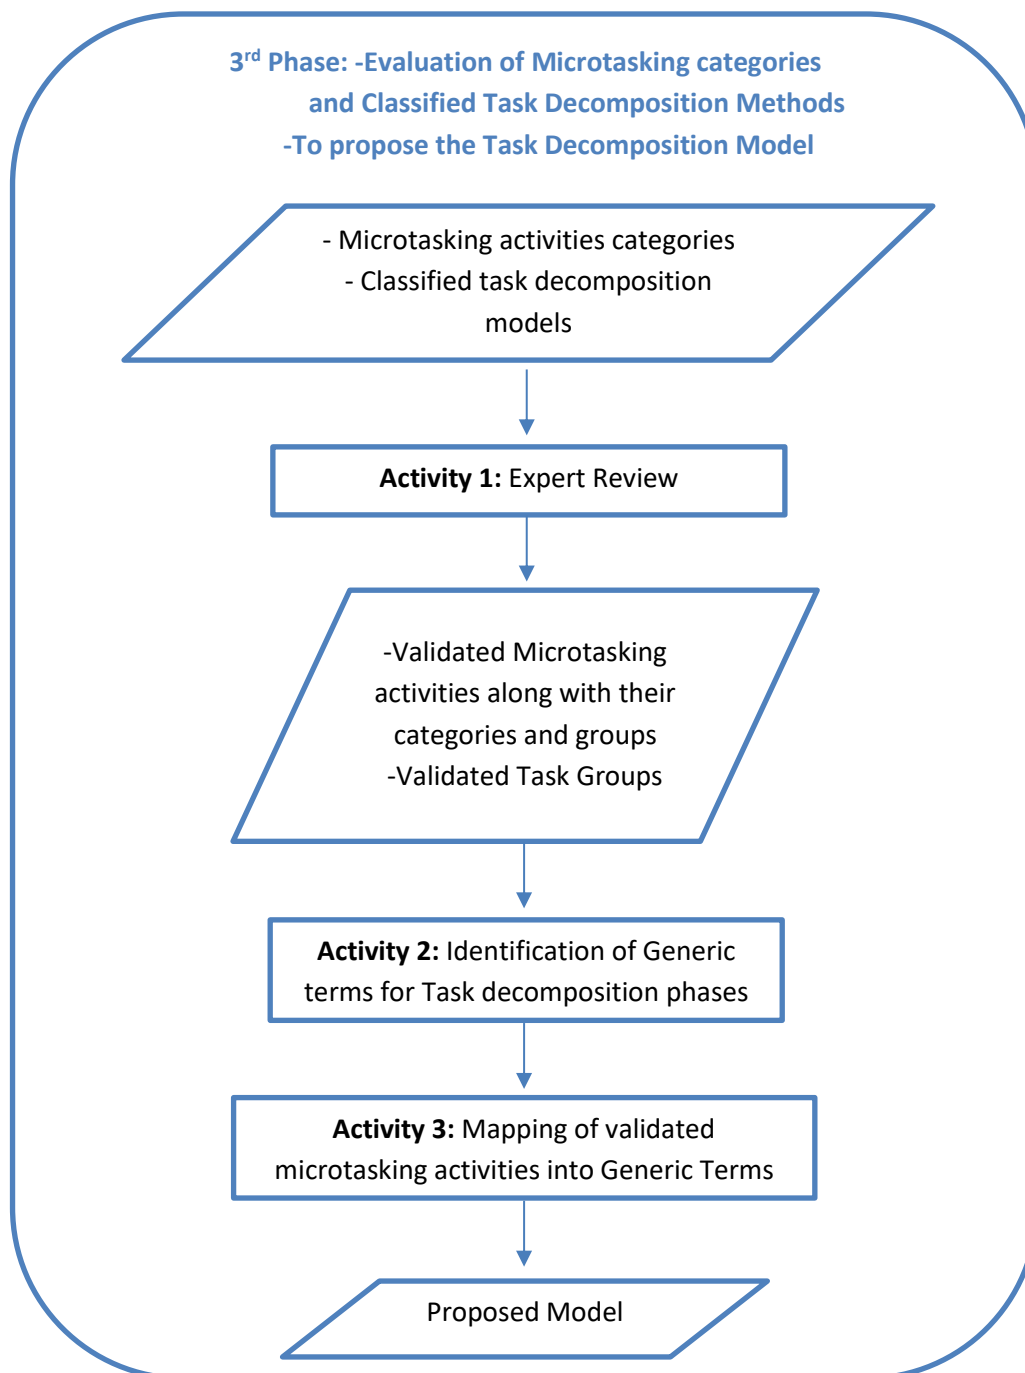 3rd Phase: -Evaluation of Microtasking categories
and Classified Task Decomposition Methods
-To propose the Task Decomposition Model
- Microtasking activities categories
- Classified task decomposition
models
Activity 1: Expert Review
-Validated Microtasking
activities along with their
categories and groups
-Validated Task Groups
Activity 2: Identification of Generic
terms for Task decomposition phases
Activity 3: Mapping of validated
microtasking activities into Generic Terms
Proposed Model